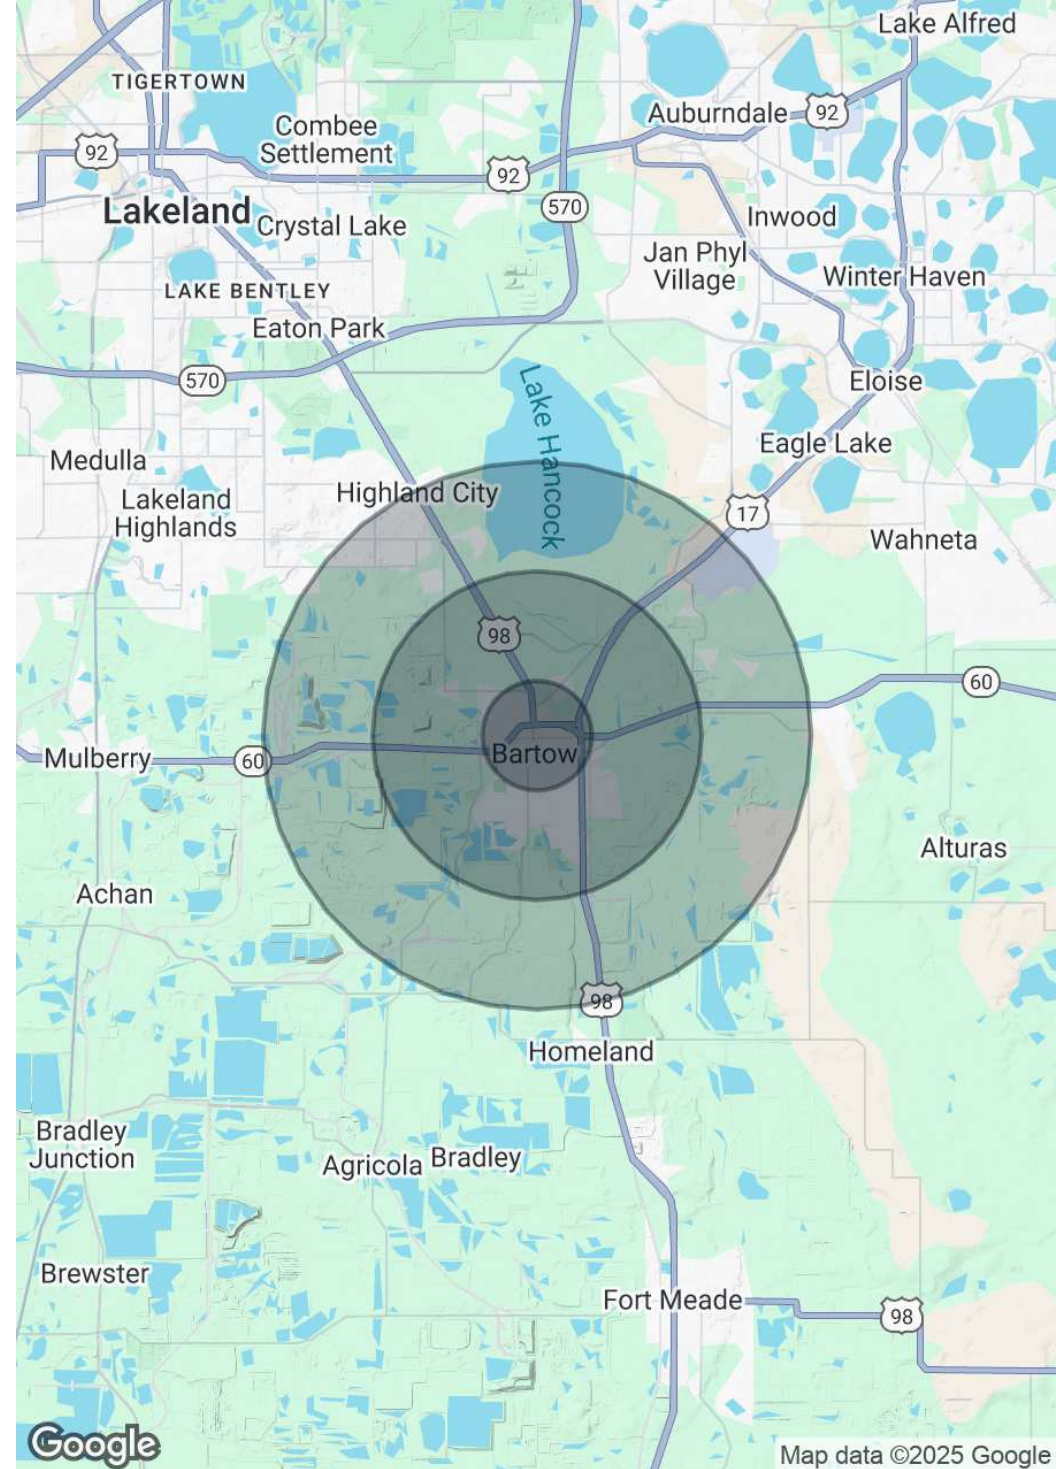 Lake Alfred
TIGERTOWN
Auburndale
92
Combee
Settlement
92
92
570
Lakeland
Crystal Lake
Inwood
Jan Phyl
Village
Winter Haven
LAKE BENTLEY
Eaton Park
570
Eloise
Lake Hancock
Eagle Lake
Medulla
Highland City
Lakeland
Highlands
17
Wahneta
98
60
Mulberry
60
Bartow
Alturas
Achan
98
Homeland
Bradley
Junction
Agricola
Bradley
Brewster
Fort Meade
98
Google
Map data ©2025 Google